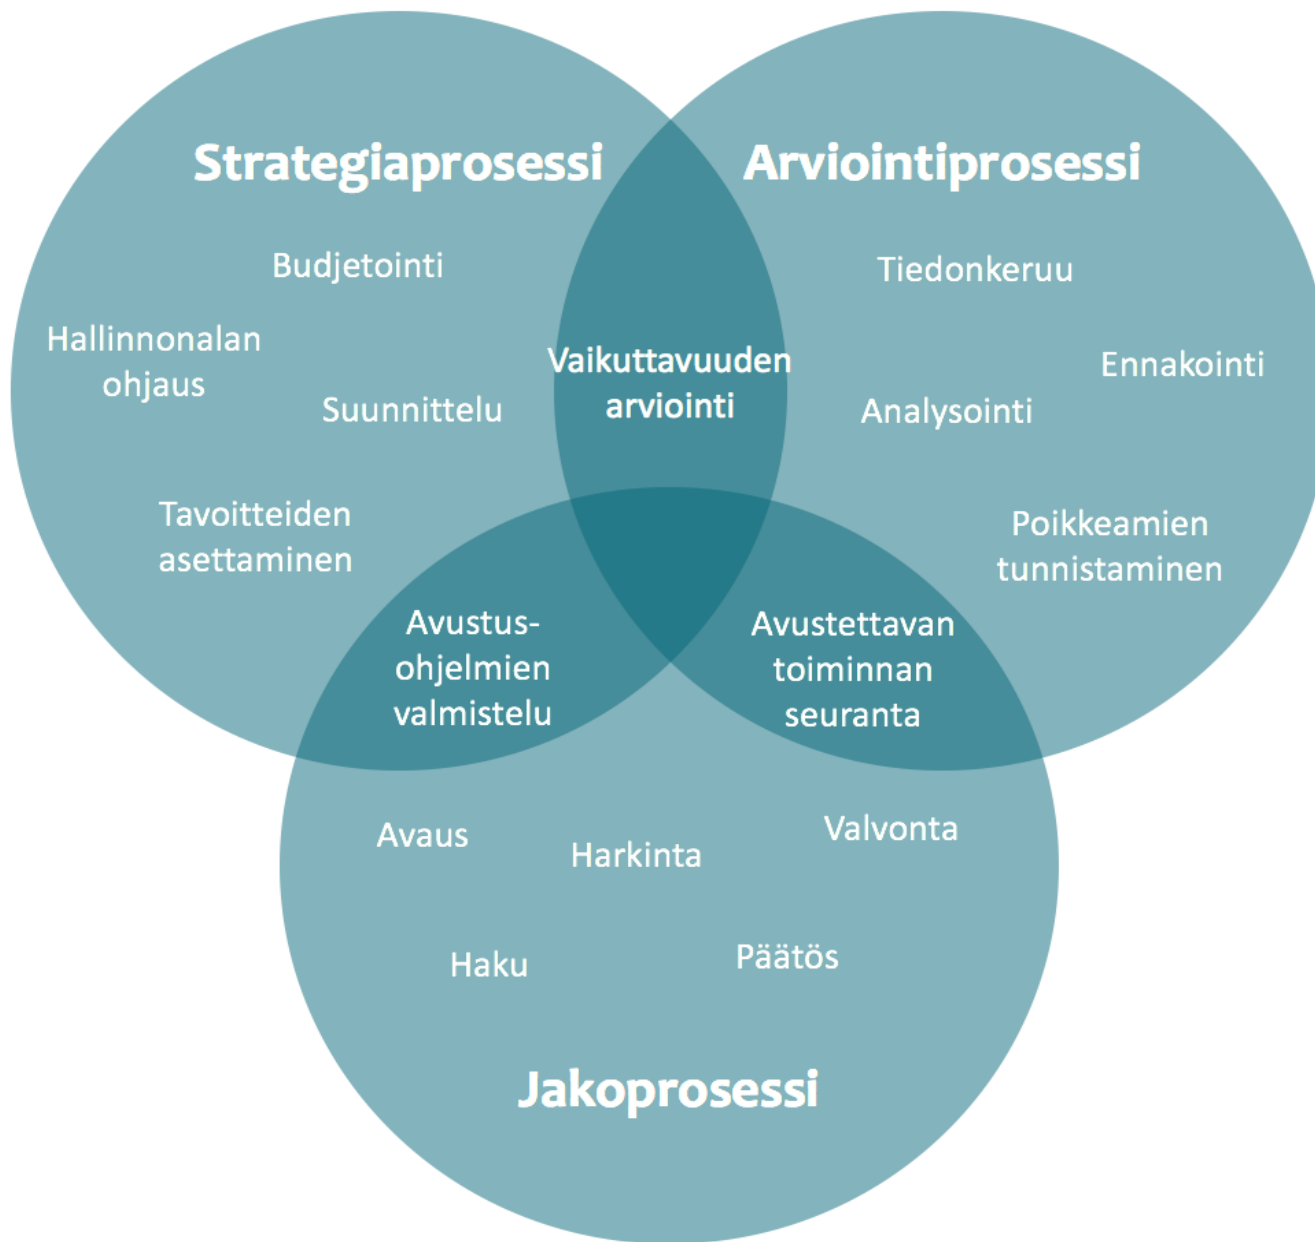 Strategiaprosessi
Budjetointi
Hallinnonalan
ohjaus
Suunnittelu
Tavoitteiden
asettaminen
Arviointiprosessi
Tiedonkeruu
Ennakointi
Analysointi
Poikkeamien
tunnistaminen
Vaikuttavuuden
arviointi
Avustus-
ohjelmien
valmistelu
Avustettavan
toiminnan
seuranta
Avaus
Harkinta
Valvonta
Haku
Päätös
Jakoprosessi